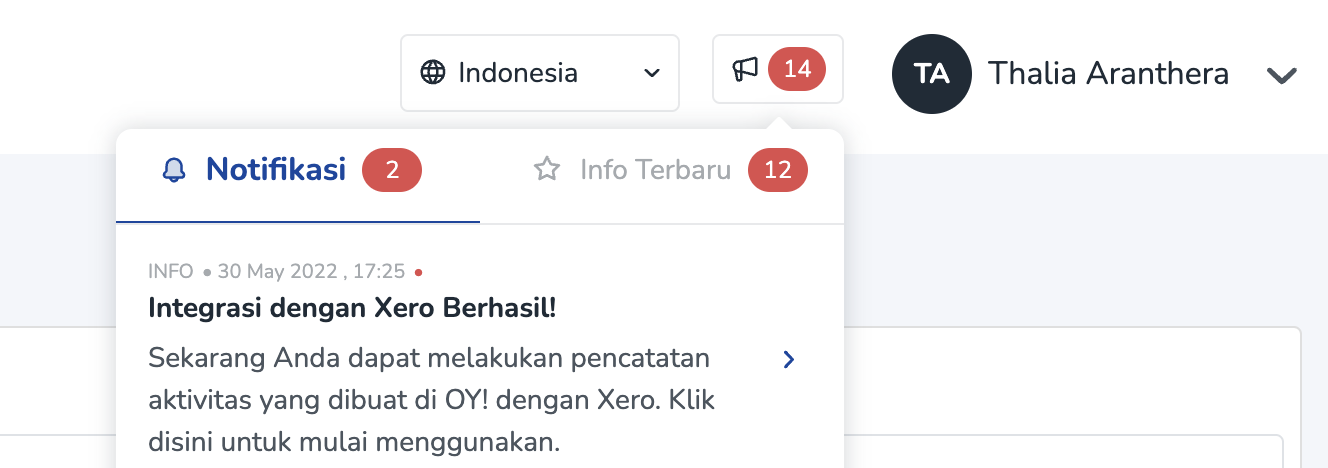 Indonesia
14
TA
Thalia Aranthera
Notifikasi 2
Info Terbaru 12
INFO • 30 May 2022 , 17:25 •
Integrasi dengan Xero Berhasil!
Sekarang Anda dapat melakukan pencatatan
aktivitas yang dibuat di OY! dengan Xero. Klik
disini untuk mulai menggunakan.